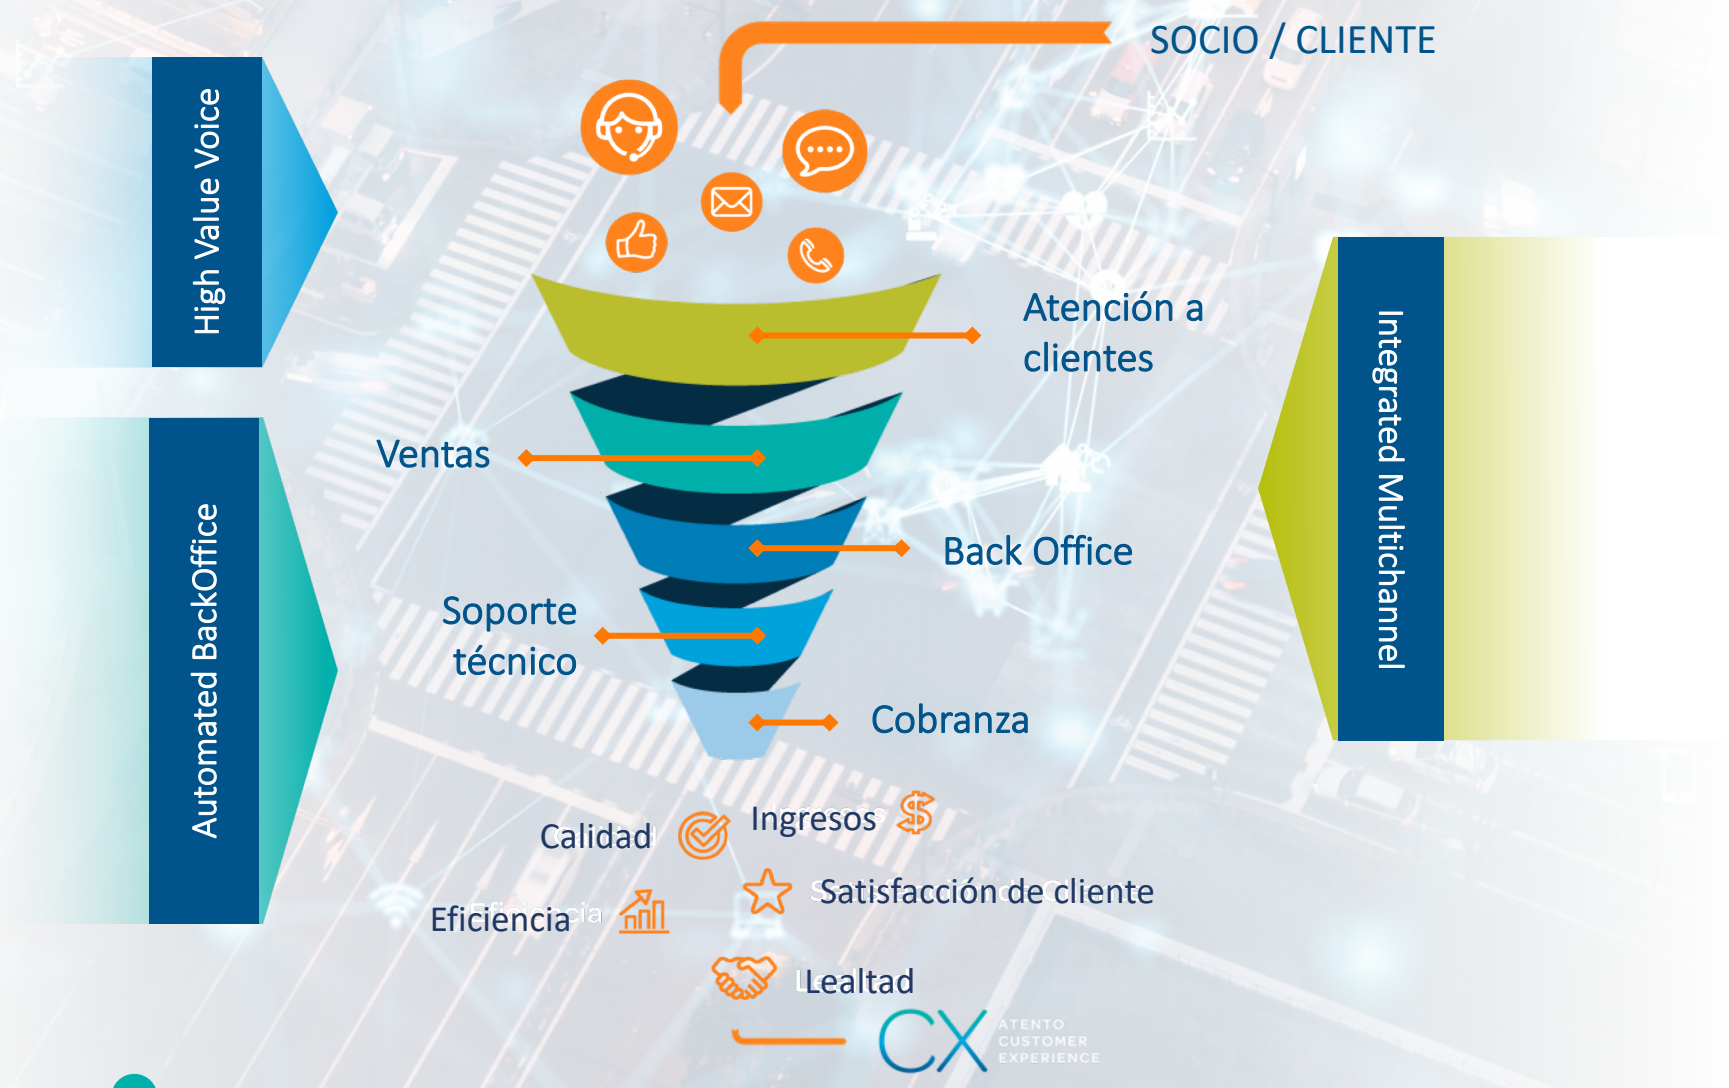 SOCIO / CLIENTE
High Value Voice
Atención a
clientes
Integrated Multichannel
Ventas
Automated BackOffice
Back Office
Soporte
técnico
Cobranza
Ingresos
Calidad
Satisfacción de cliente
Eficiencia
Lealtad
CX
ATENTO
CUSTOMER
EXPERIENCE